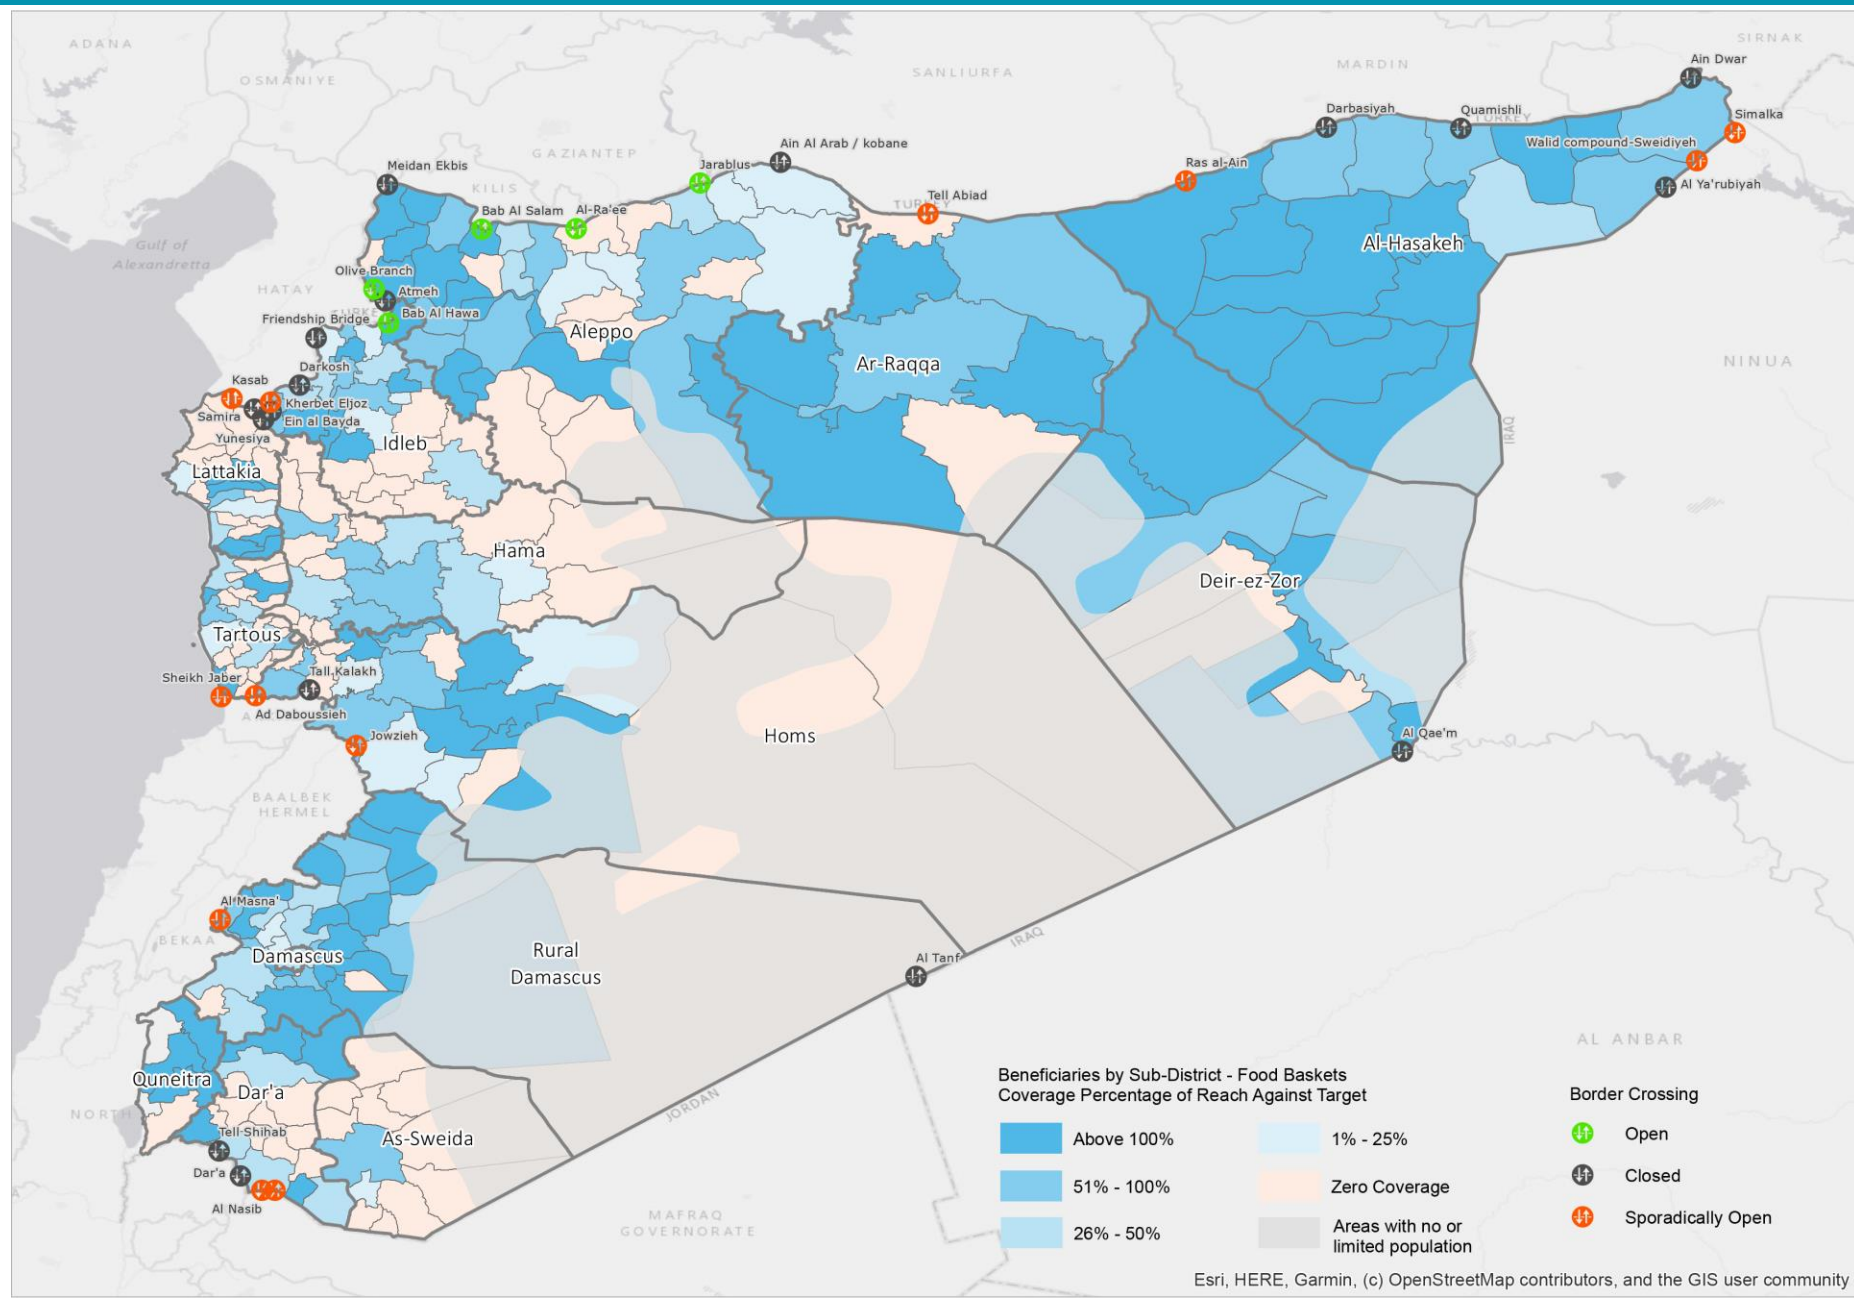 ADANA
OSMANIYE
SANLIURFA
MARDIN
SIRNAK
Ain Dwar
Darbasiyah
Quamishli
TURKEY
Simalka
Walid compound-Sweidiyeh
Al Ya'rubiyah
Ain Al Arab / kobane
GAZIANTEP
Meidan Ekbis
Jarablus
Ras al-Ain
KILIS
Tell Abiad
TURKEY
Bab Al Salam
Al-Ra'ee
Al-Hasakeh
Gulf of
Alexandretta
Olive Branch
HATAY
Atmeh
Bab Al Hawa
Friendship Bridge
Aleppo
Ar-Raqqa
NINUA
Darkosh
Kasab
Kherbet Eljoz
Samira
Ein al Bayda
Yunesiya
Idleb
IRAQ
Lattakia
Hama
Deir-ez-Zor
Tartous
Tall Kalakh
Sheikh Jaber
Ad Daboussieh
Jowzieh
Homs
Al Qae'm
BAALBEK
HERMEL
Al Masna'
BEKAA
Damascus
Rural
Damascus
IRAQ
Al Tanf
Quneitra
Dar'a
NORTH
JORDAN
As-Sweida
Tell Shihab
Dar'a
Al Nasib
MAFRAQ
GOVERNORATE
AL ANBAR
Beneficiaries by Sub-District - Food Baskets
Coverage Percentage of Reach Against Target
Above 100%
51% - 100%
26% - 50%
1% - 25%
Zero Coverage
Areas with no or
limited population
Border Crossing
Open
Closed
Sporadically Open
Esri, HERE, Garmin, (c) OpenStreetMap contributors, and the GIS user community